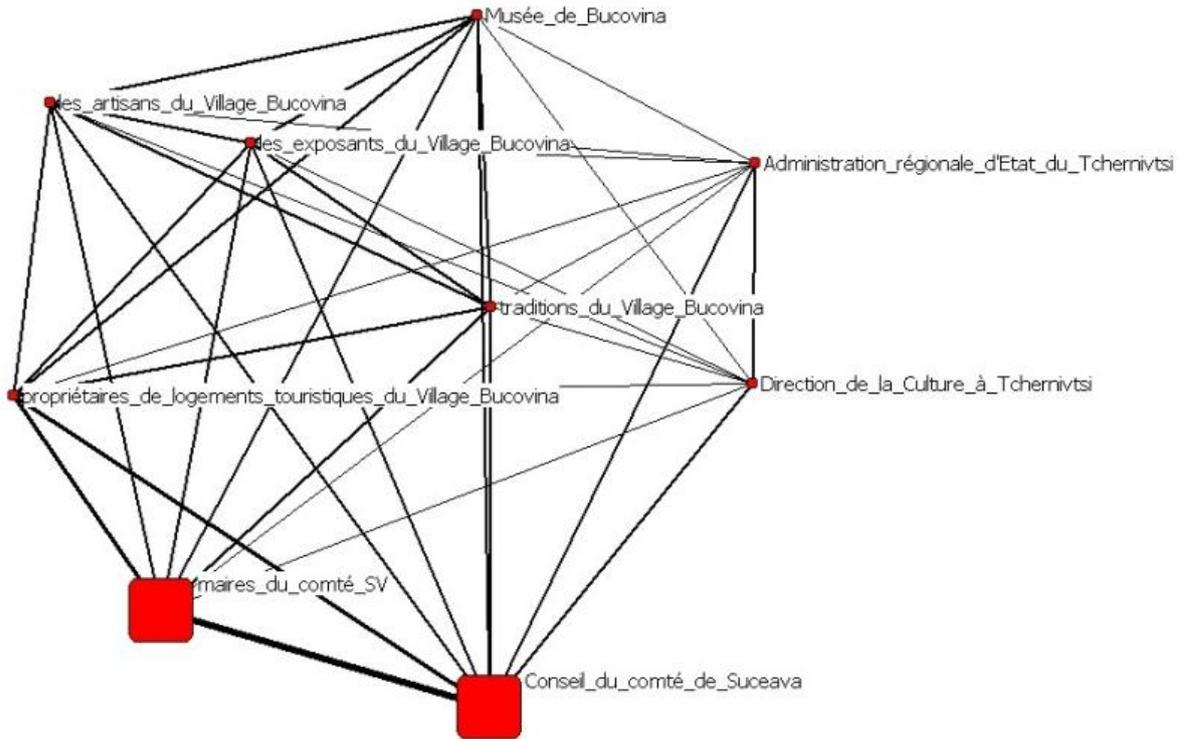 Musée_de_Bucovina
les_artisans_du_Village_Bucovina
les_exposants_du_Village_Bucovina
Administration_régionale_d'Etat_du_Tchernivtsi
traditions_du_Village_Bucovina
Direction_de_la_Culture_à_Tchernivtsi
propriétaires_de_logements_touristiques_du_Village_Bucovina
maires_du_comté_SV
Conseil_du_comté_de_Suceava